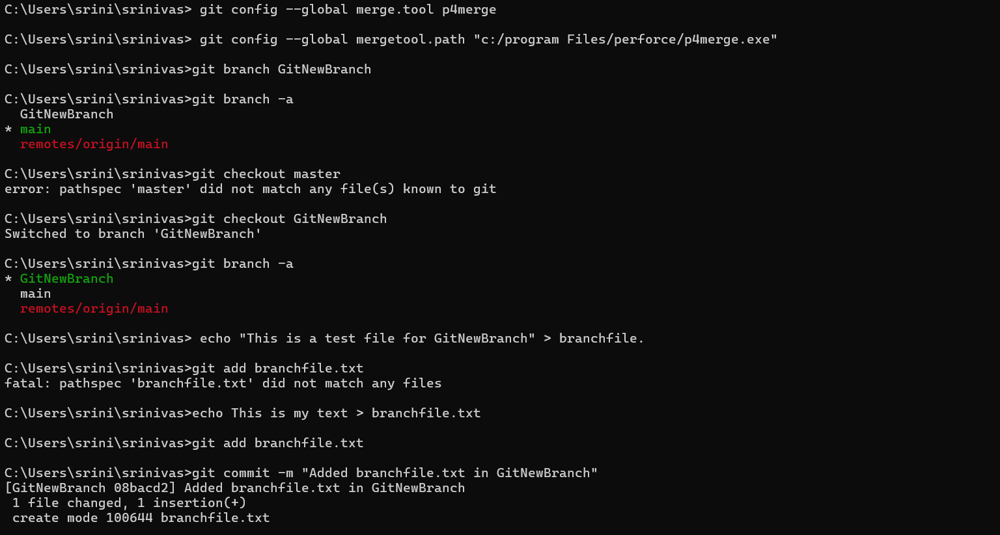 C:\Users\srini\srinivas> git config --global merge.tool p4merge
C:\Users\srini\srinivas> git config --global mergetool.path "c:/program Files/perforce/p4merge.exe"
C:\Users\srini\srinivas>git branch GitNewBranch
C:\Users\srini\srinivas>git branch -a
  GitNewBranch
* main
  remotes/origin/main
C:\Users\srini\srinivas>git checkout master
error: pathspec 'master' did not match any file(s) known to git
C:\Users\srini\srinivas>git checkout GitNewBranch
Switched to branch 'GitNewBranch'
C:\Users\srini\srinivas>git branch -a
* GitNewBranch
  main
  remotes/origin/main
C:\Users\srini\srinivas> echo "This is a test file for GitNewBranch" > branchfile.
C:\Users\srini\srinivas>git add branchfile.txt
fatal: pathspec 'branchfile.txt' did not match any files
C:\Users\srini\srinivas>echo This is my text > branchfile.txt
C:\Users\srini\srinivas>git add branchfile.txt
C:\Users\srini\srinivas>git commit -m "Added branchfile.txt in GitNewBranch"
[GitNewBranch 08bacd2] Added branchfile.txt in GitNewBranch
 1 file changed, 1 insertion(+)
 create mode 100644 branchfile.txt